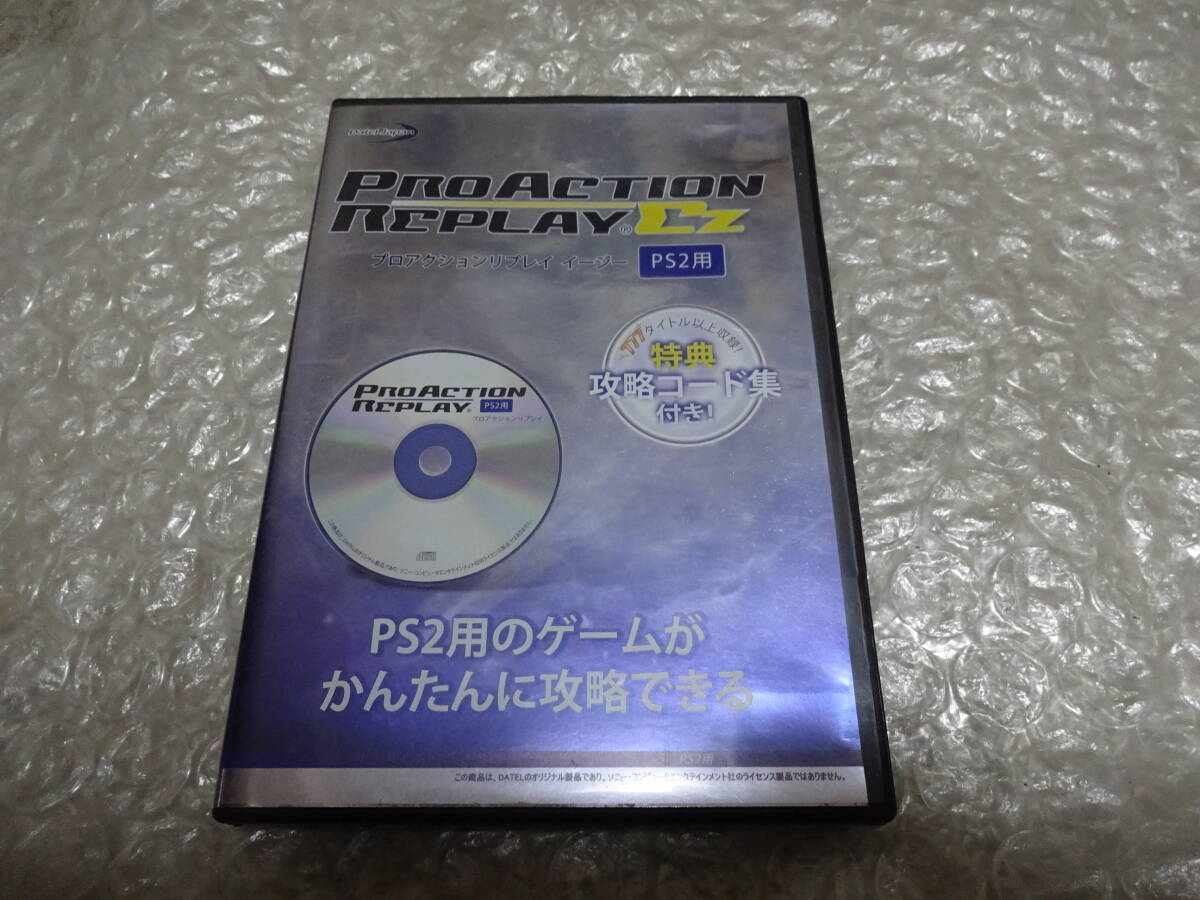 Datel Japan
PRO ACTION
REPLAY® Ez
プロアクションリプレイ イージー PS2用
777タイトル以上収録!
特典
攻略コード集
付き!
PRO ACTION
REPLAY® PS2用
プロアクションリプレイ
PS2用のゲームが
かんたんに攻略できる
PS2用
この商品は、DATELのオリジナル製品であり、ソニー・コンピュータエンタテインメント社のライセンス製品ではありません。